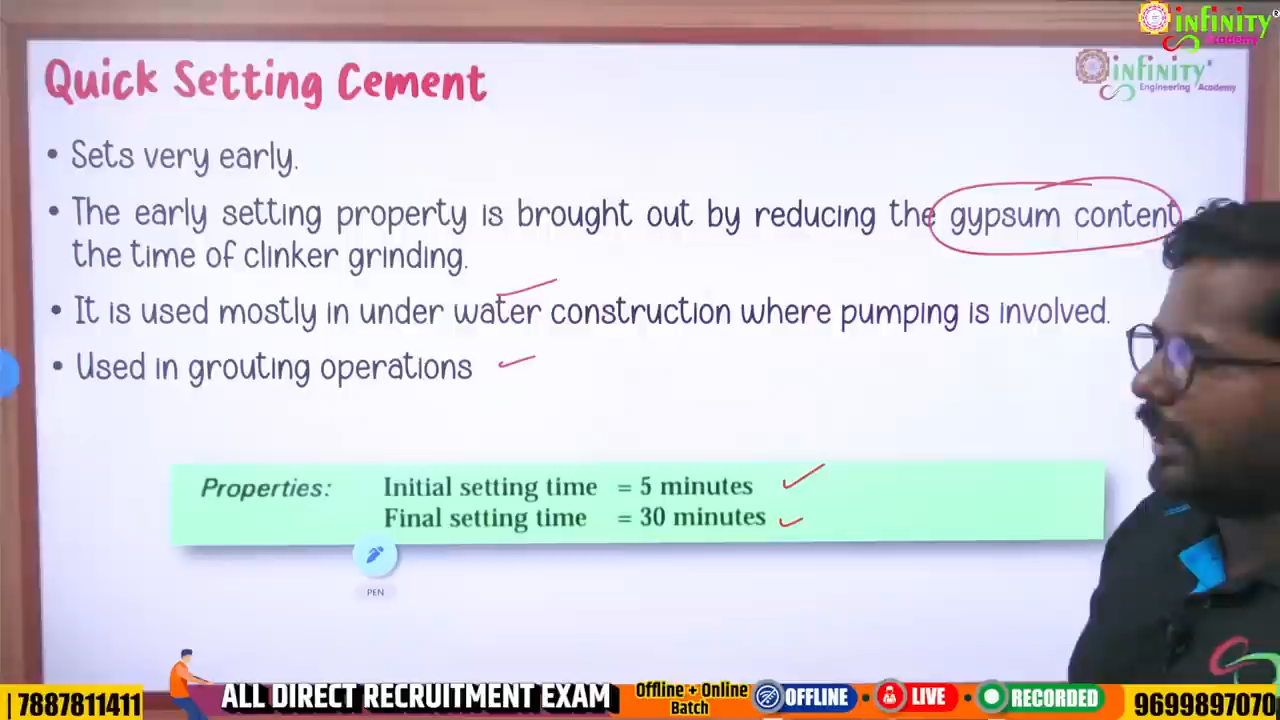 infinity
Academy
Quick Setting Cement
infinity
Engineering Academy
• Sets very early.
• The early setting property is brought out by reducing the gypsum content
the time of clinker grinding.
• It is used mostly in under water construction where pumping is involved.
• Used in grouting operations
Properties: Initial setting time = 5 minutes
Final setting time = 30 minutes
PEN
7887811411
ALL DIRECT RECRUITMENT EXAM
Offline + Online
Batch
OFFLINE
LIVE
RECORDED
9699897070